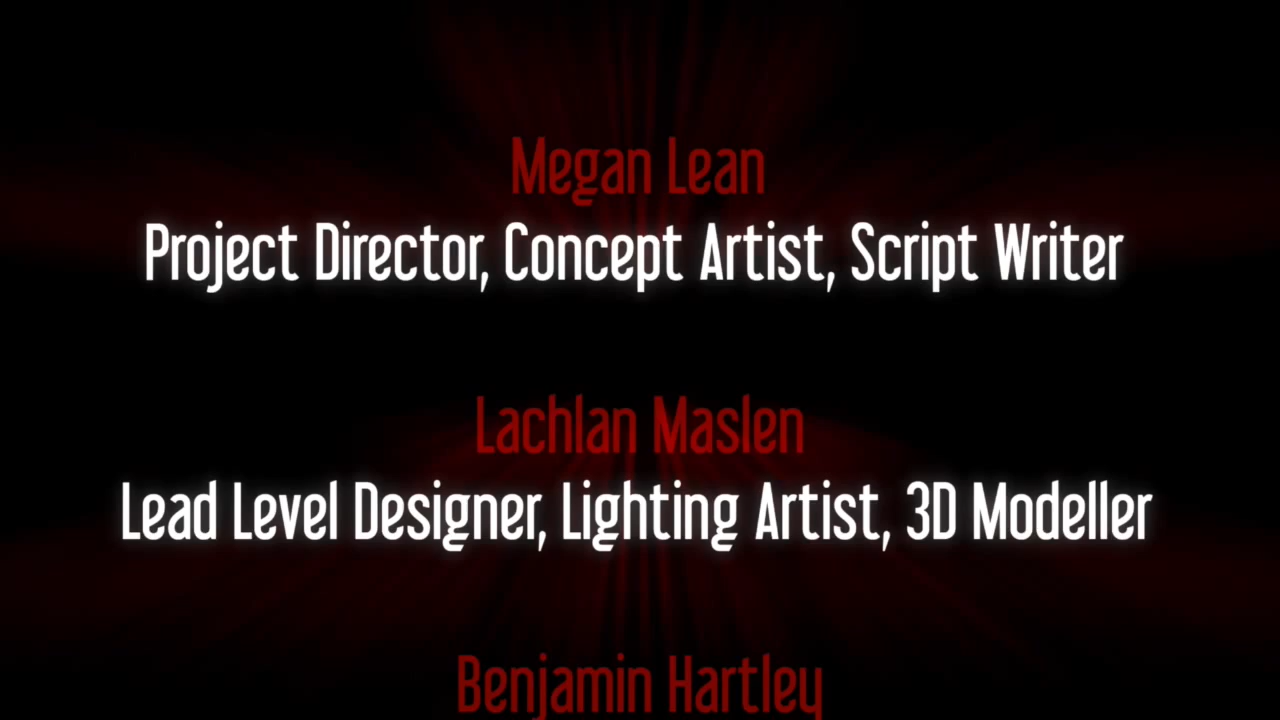 Megan Lean
Project Director, Concept Artist, Script Writer
Lachlan Maslen
Lead Level Designer, Lighting Artist, 3D Modeller
Benjamin Hartley